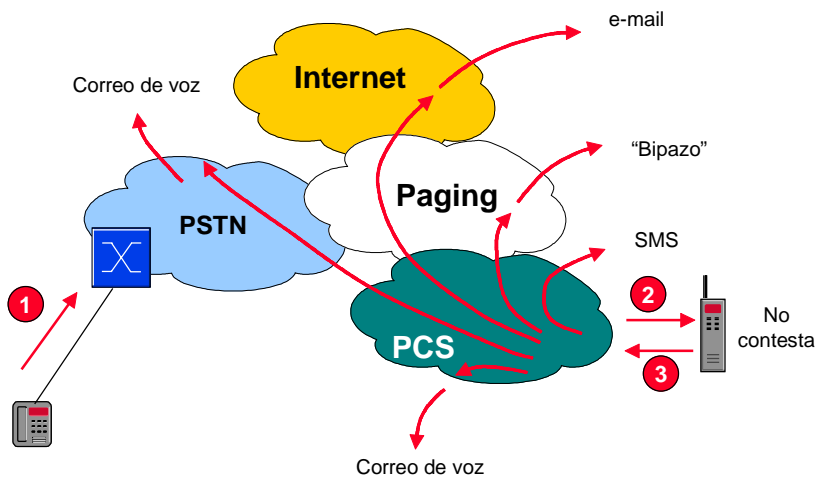 e-mail
Internet
Correo de voz
“Bipazo”
Paging
PSTN
SMS
1
2
No
contesta
PCS
3
Correo de voz